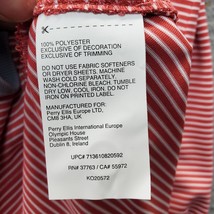 100% POLYESTER
EXCLUSIVE OF DECORATION
EXCLUSIVE OF TRIMMING
DO NOT USE FABRIC SOFTENERS
OR DRYER SHEETS. MACHINE
WASH COLD SEPARATELY.
NON-CHLORINE BLEACH. TUMBLE
DRY LOW, COOL IRON. DO NOT
IRON ON PRINTED LABEL.
MANUFACTURED FOR:
Perry Ellis Europe LTD.
CM8 3HA, UK
Manufactured for:
Perry Ellis International Europe
Pleasants Street
Dublin 8, Ireland
UPC# 713610820592
RN# 37763 / CA# 55972
KO20572